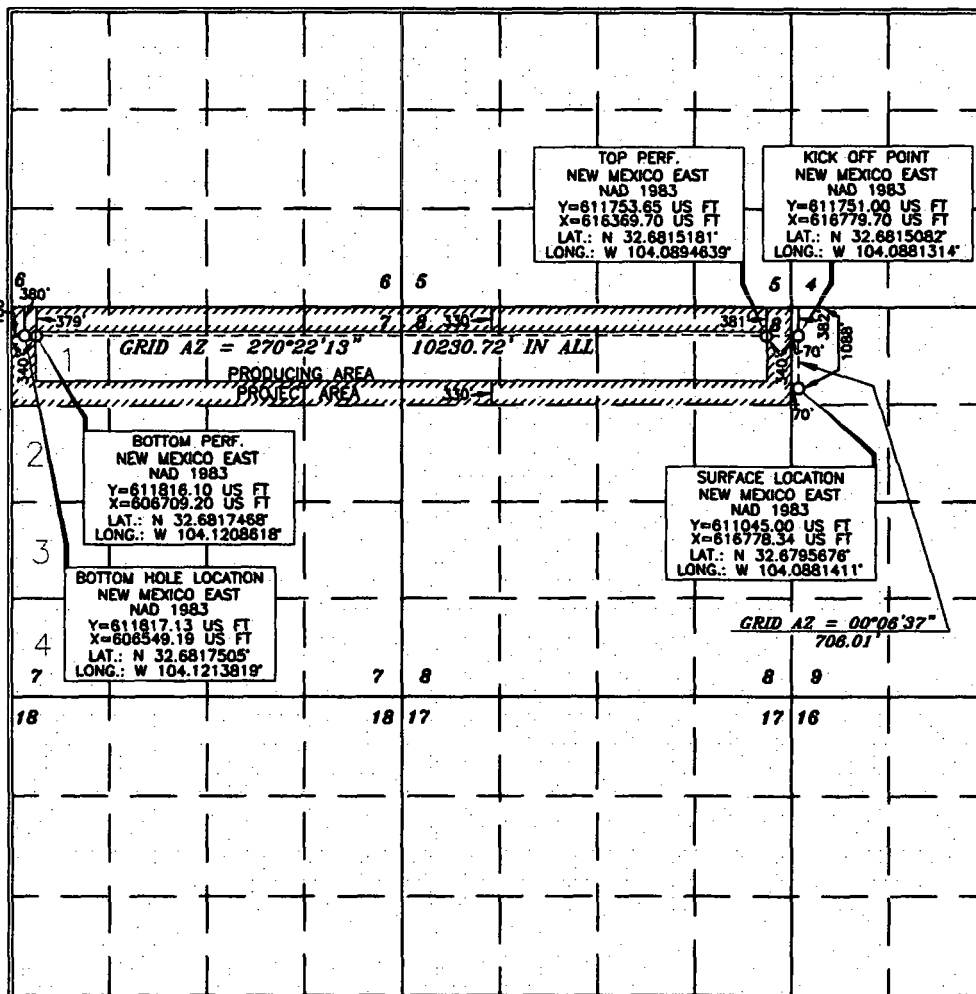 TOP PERF.
NEW MEXICO EAST
NAD 1983
Y=611753.65 US FT
X=616369.70 US FT
LAT.: N 32.6815181°
LONG.: W 104.0894639°
KICK OFF POINT
NEW MEXICO EAST
NAD 1983
Y=611751.00 US FT
X=616779.70 US FT
LAT.: N 32.6815082°
LONG.: W 104.0881314°
6
6 5
5 4
380'
379'
7 8
330'
381'
8
382'
1088'
340'
1
GRID AZ = 270°22'13"
10230.72' IN ALL
340'
70'
PRODUCING AREA
PROJECT AREA
330'
70'
2
BOTTOM PERF.
NEW MEXICO EAST
NAD 1983
Y=611816.10 US FT
X=606709.20 US FT
LAT.: N 32.6817468°
LONG.: W 104.1208618°
SURFACE LOCATION
NEW MEXICO EAST
NAD 1983
Y=611045.00 US FT
X=616778.34 US FT
LAT.: N 32.6795676°
LONG.: W 104.0881411°
3
BOTTOM HOLE LOCATION
NEW MEXICO EAST
NAD 1983
Y=611817.13 US FT
X=606549.19 US FT
LAT.: N 32.6817505°
LONG.: W 104.1213819°
4
GRID AZ = 00°06'37"
706.01'
7
7 8
8 9
18
18 17
17 16